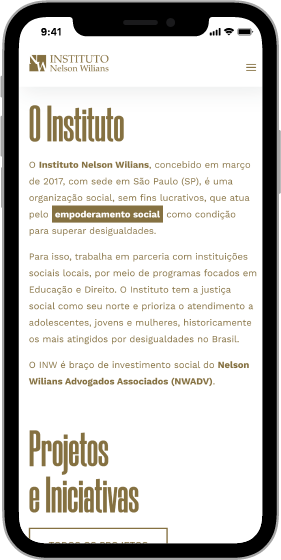 9:41
NW INSTITUTO
Nelson Wilians
O Instituto
O Instituto Nelson Wilians, concebido em março
de 2017, com sede em São Paulo (SP), é uma
organização social, sem fins lucrativos, que atua
pelo empoderamento social como condição
para superar desigualdades.
Para isso, trabalha em parceria com instituições
sociais locais, por meio de programas focados em
Educação e Direito. O Instituto tem a justiça
social como seu norte e prioriza o atendimento a
adolescentes, jovens e mulheres, historicamente
os mais atingidos por desigualdades no Brasil.
O INW é braço de investimento social do Nelson
Wilians Advogados Associados (NWADV).
Projetos
e Iniciativas